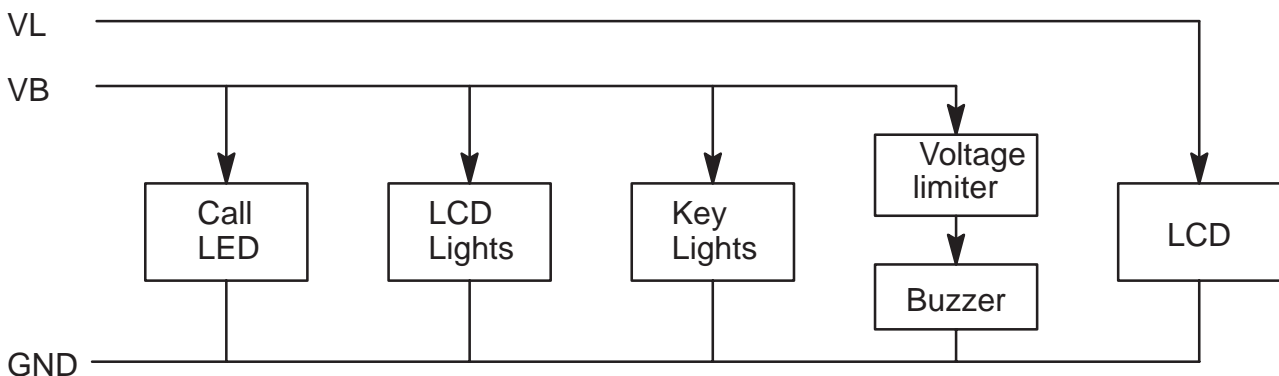 VL
VB
Voltage
limiter
Call
LED
LCD
Lights
Key
Lights
LCD
Buzzer
GND